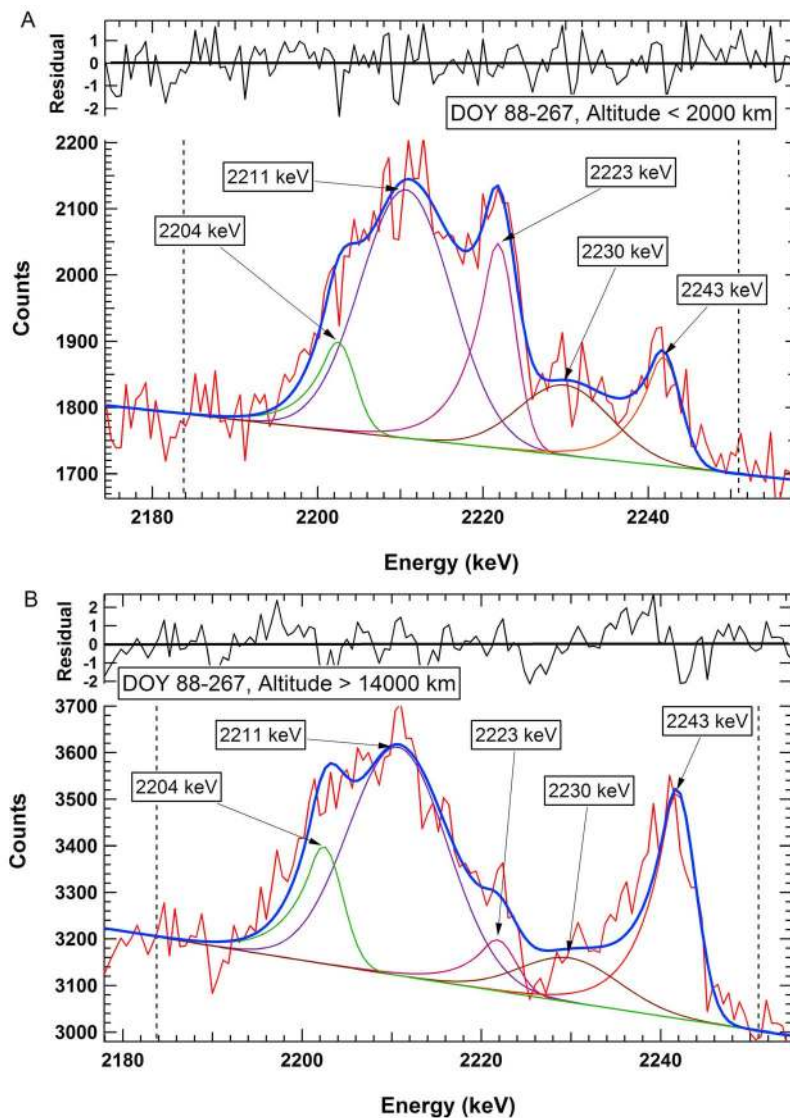 A
Residual
1
0
-1
-2
DOY 88-267, Altitude < 2000 km
2200
2100
2000
1900
1800
1700
Counts
2211 keV
2223 keV
2204 keV
2230 keV
2243 keV
2180
2200
2220
2240
Energy (keV)
B
Residual
2
1
0
-1
-2
DOY 88-267, Altitude > 14000 km
3700
3600
3500
3400
3300
3200
3100
3000
Counts
2211 keV
2223 keV
2243 keV
2204 keV
2230 keV
2180
2200
2220
2240
Energy (keV)